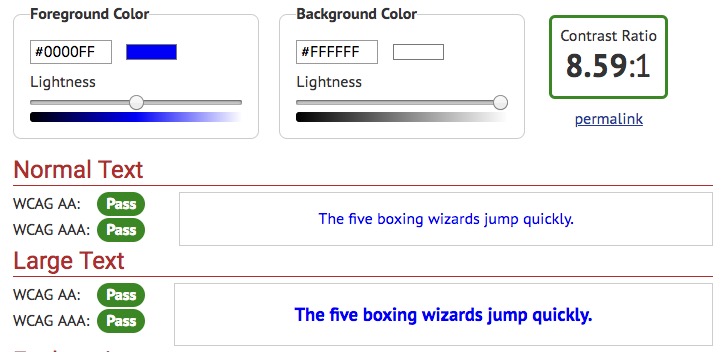 Foreground Color
Background Color
#0000FF
#FFFFFF
Lightness
Lightness
Contrast Ratio
8.59:1
permalink
Normal Text
WCAG AA: Pass
WCAG AAA: Pass
The five boxing wizards jump quickly.
Large Text
WCAG AA: Pass
WCAG AAA: Pass
The five boxing wizards jump quickly.